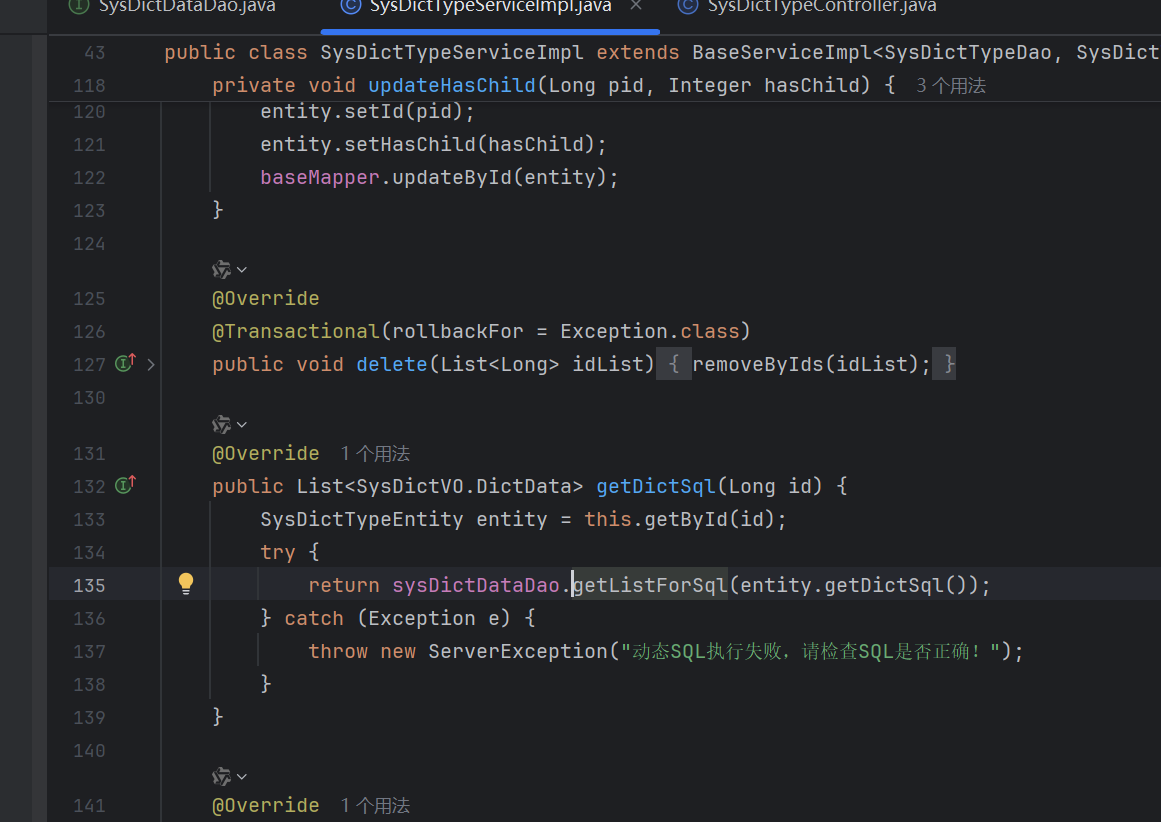 SysDictDataDao.java SysDictTypeServiceImpl.java × SysDictTypeController.java
43 public class SysDictTypeServiceImpl extends BaseServiceImpl<SysDictTypeDao, SysDict
118 private void updateHasChild(Long pid, Integer hasChild) { 3 个用法
120 entity.setId(pid);
121 entity.setHasChild(hasChild);
122 baseMapper.updateById(entity);
123 }
124
125 @Override
126 @Transactional(rollbackFor = Exception.class)
127 public void delete(List<Long> idList) { removeByIds(idList); }
130
131 @Override 1 个用法
132 public List<SysDictVO.DictData> getDictSql(Long id) {
133 SysDictTypeEntity entity = this.getById(id);
134 try {
135 return sysDictDataDao.getListForSql(entity.getDictSql());
136 } catch (Exception e) {
137 throw new ServerException("动态SQL执行失败，请检查SQL是否正确！");
138 }
139 }
140
141 @Override 1 个用法